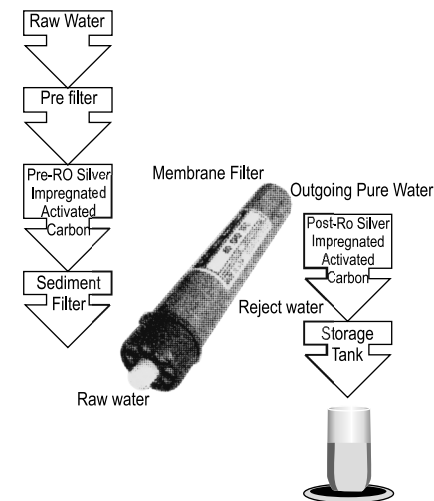 Raw Water
Pre filter
Pre-RO Silver
Impregnated
Activated
Carbon
Sediment
Filter
Membrane Filter
Raw water
Outgoing Pure Water
Reject water
Post-Ro Silver
Impregnated
Activated
Carbon
Storage
Tank